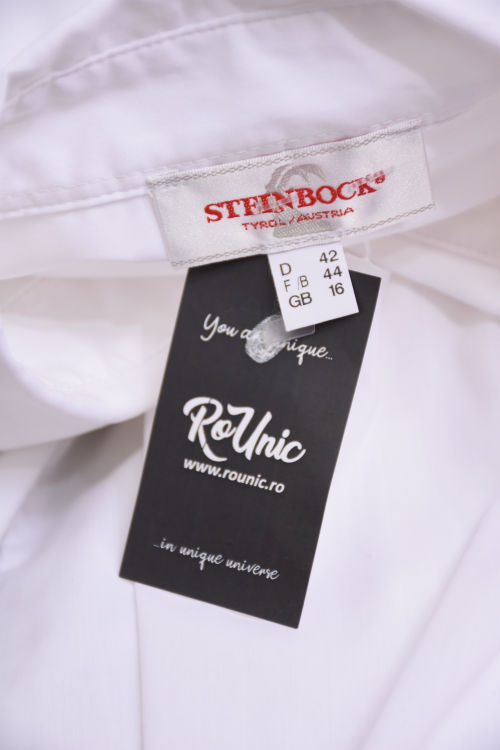 STEINBOCK®
TYROL/AUSTRIA
D 42
F/B 44
GB 16
You are unique...
RoUnic
www.rounic.ro
...in unique universe